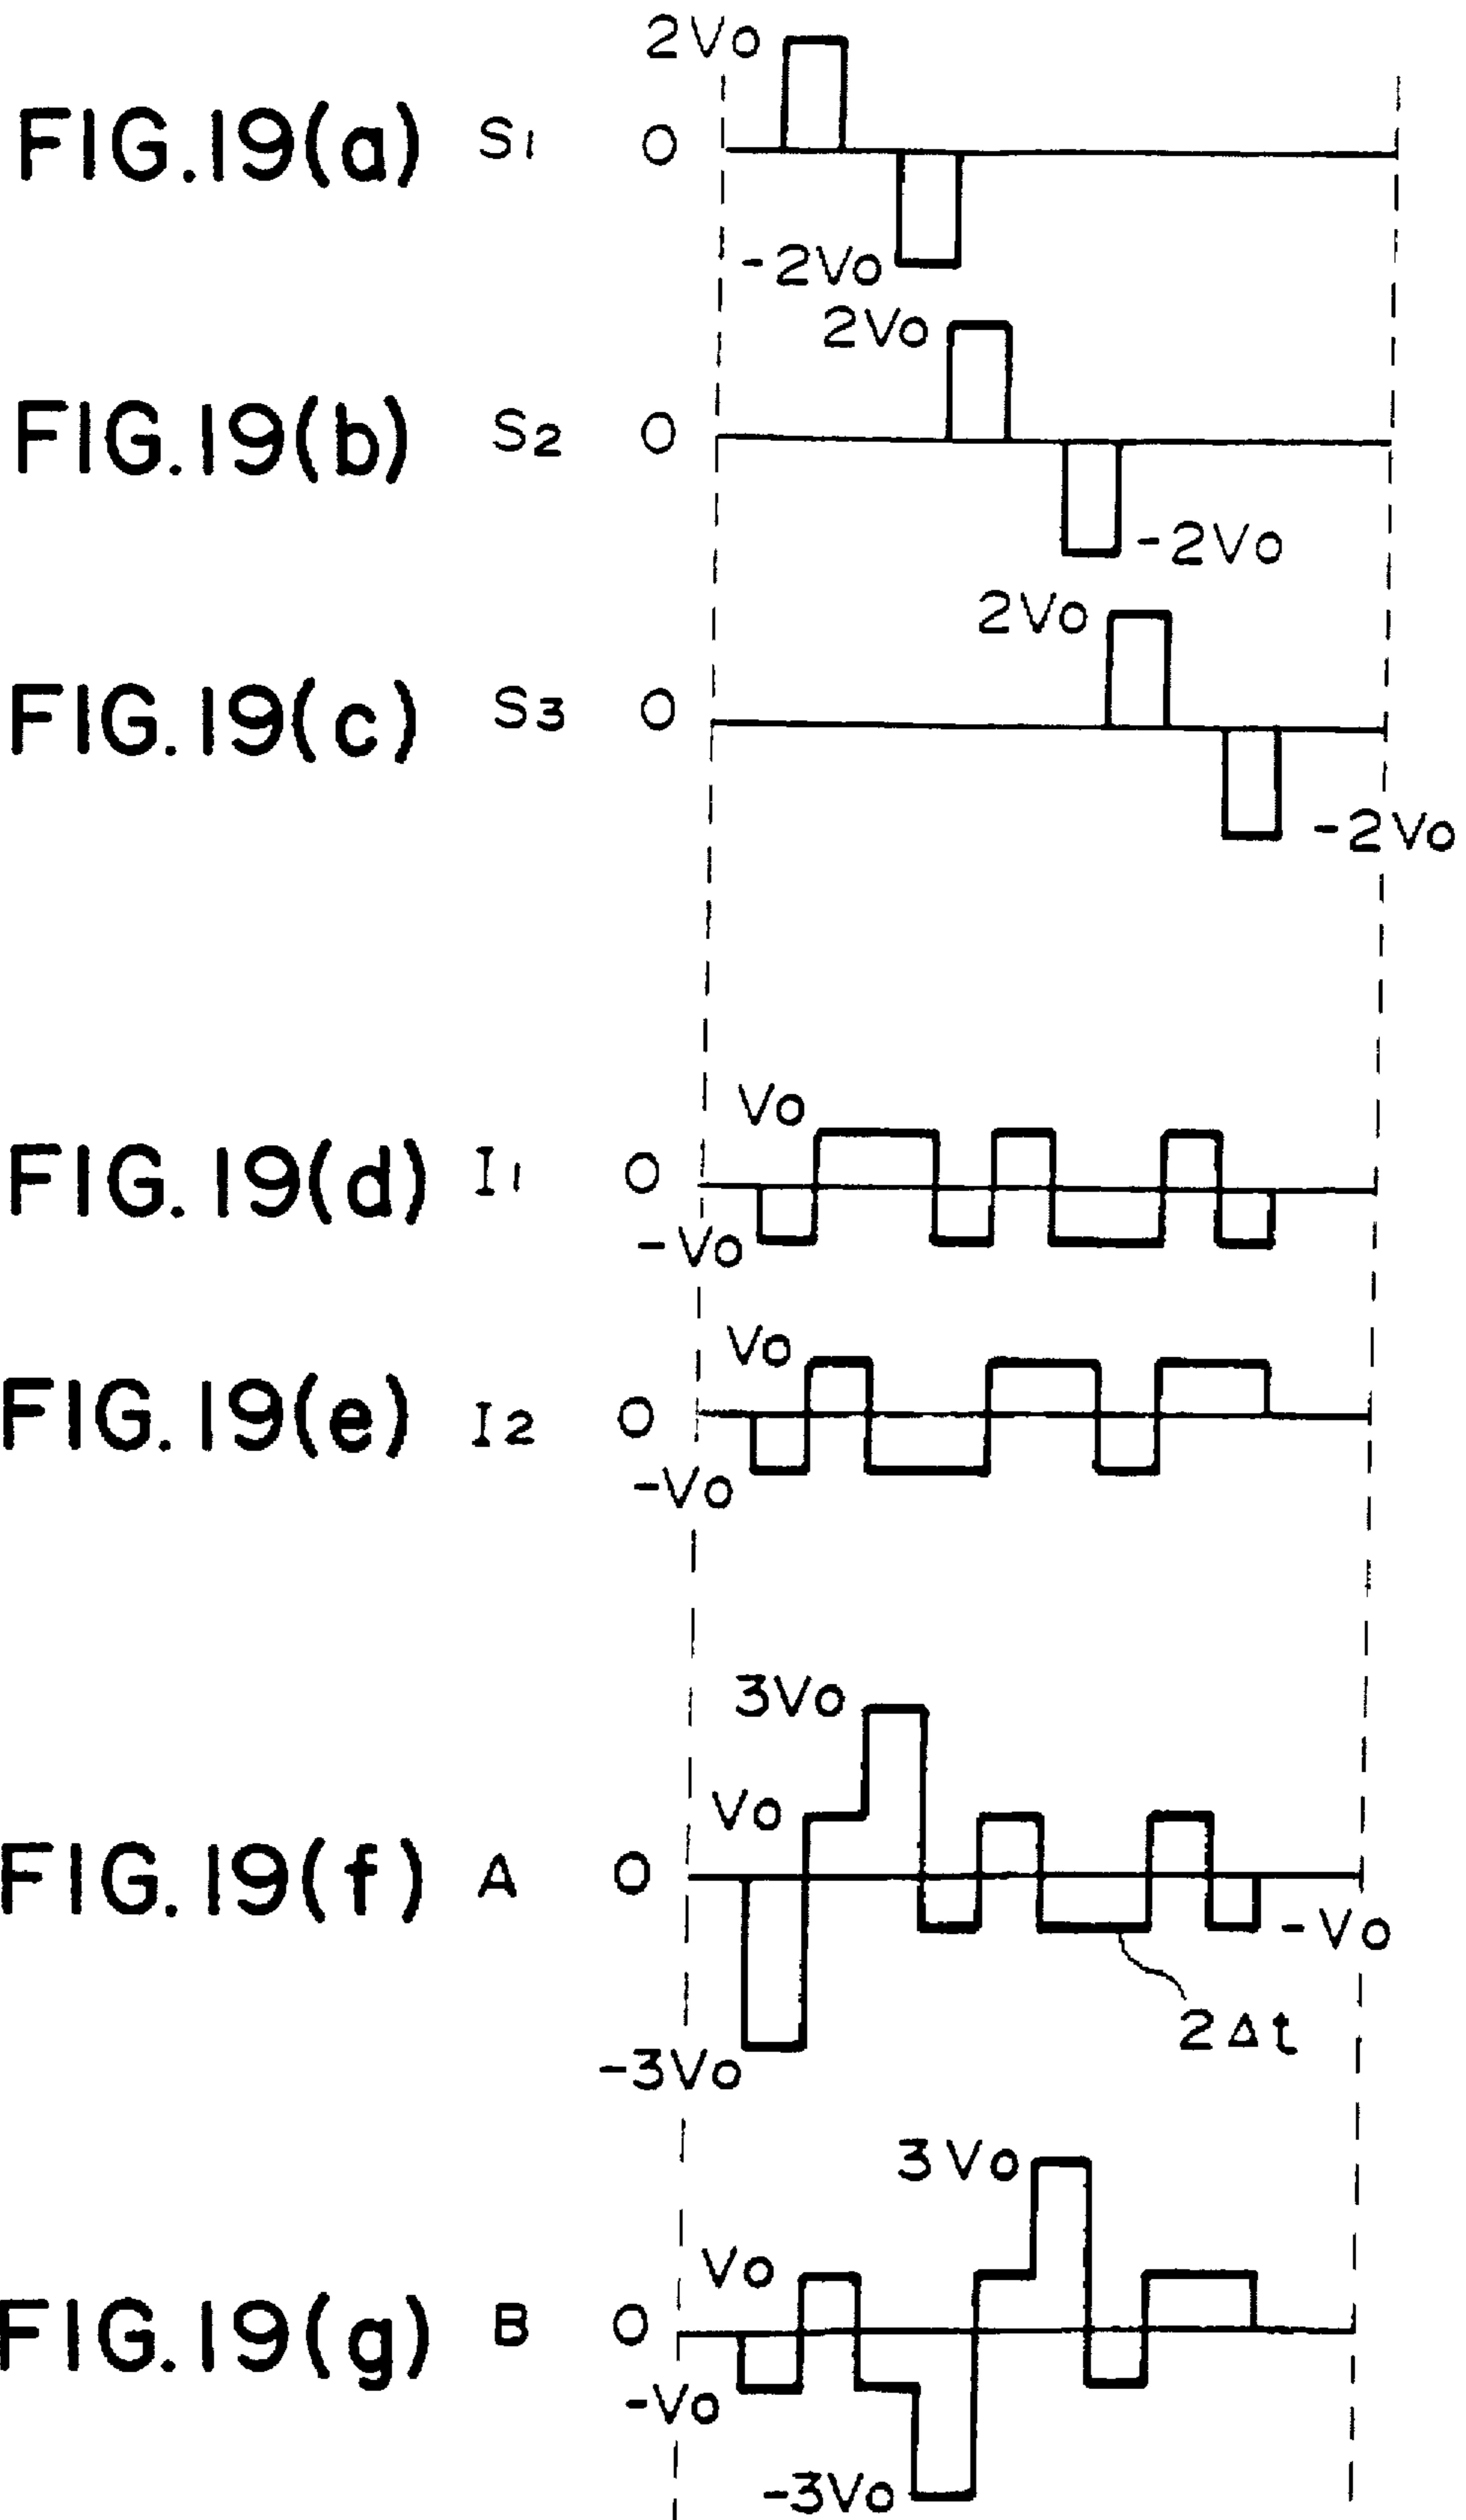 2Vo
FIG.19(a) S1 0
-2Vo
2Vo
FIG.19(b) S2 0
-2Vo
2Vo
FIG.19(c) S3 0
-2Vo
Vo
FIG.19(d) I1 0
-Vo
Vo
FIG.19(e) I2 0
-Vo
3Vo
Vo
FIG.19(f) A 0
-Vo
2Δt
-3Vo
3Vo
Vo
FIG.19(g) B 0
-Vo
-3Vo